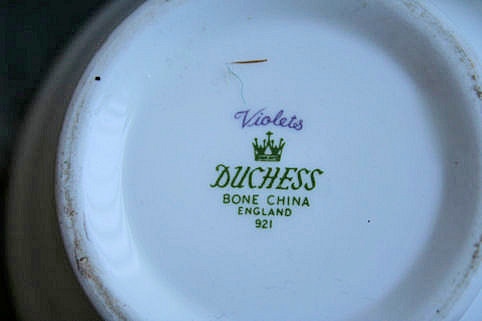 Violets
DUCHESS
BONE CHINA
ENGLAND
921